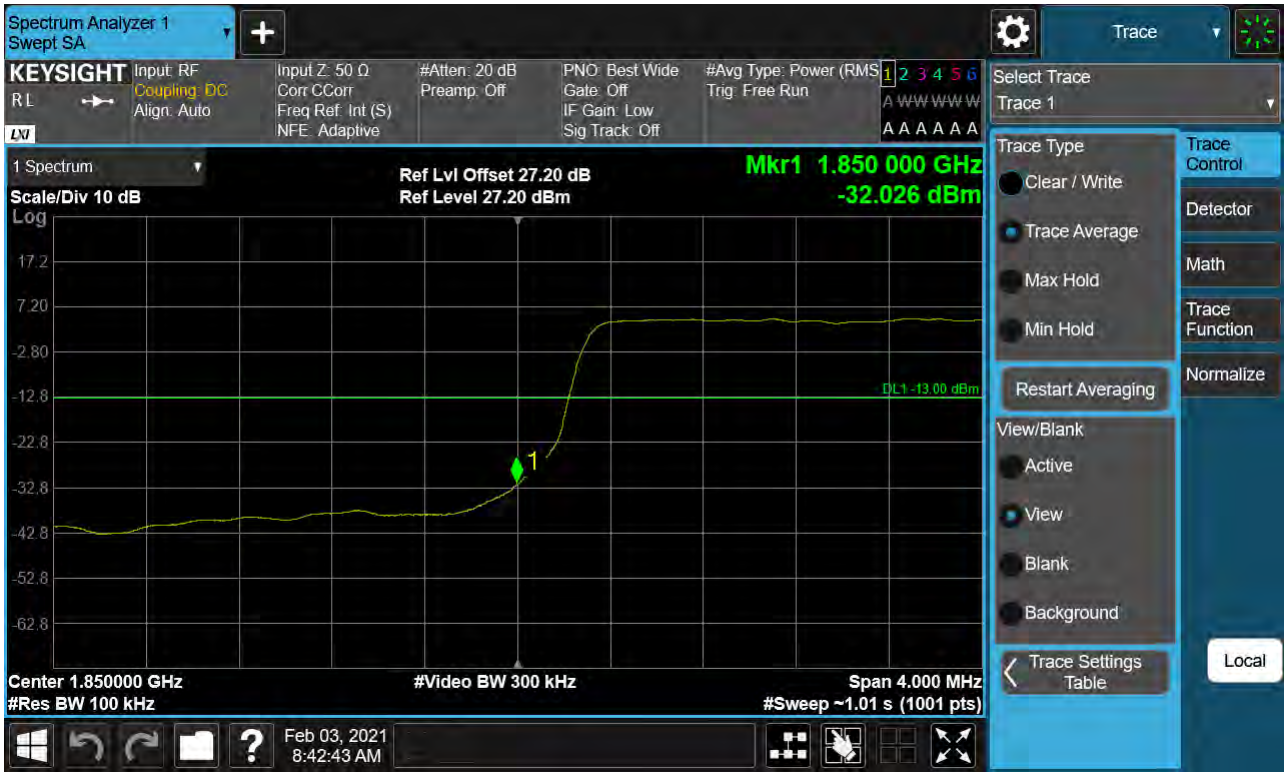 Spectrum Analyzer 1
Swept SA
+
Trace
KEYSIGHT
RL
LXI
Input: RF
Coupling: DC
Align: Auto
Input Z: 50 Ω
Corr CCorr
Freq Ref: Int (S)
NFE: Adaptive
#Atten: 20 dB
Preamp: Off
PNO: Best Wide
Gate: Off
IF Gain: Low
Sig Track: Off
#Avg Type: Power (RMS
Trig: Free Run
1 2 3 4 5 6
A W W W W W
A A A A A A
Select Trace
Trace 1
1 Spectrum
Scale/Div 10 dB
Log
Ref Lvl Offset 27.20 dB
Ref Level 27.20 dBm
Mkr1 1.850 000 GHz
-32.026 dBm
17.2
7.20
-2.80
-12.8
-22.8
-32.8
-42.8
-52.8
-62.8
DL1 -13.00 dBm
1
Center 1.850000 GHz
#Res BW 100 kHz
#Video BW 300 kHz
Span 4.000 MHz
#Sweep ~1.01 s (1001 pts)
Trace Type
Clear / Write
Trace Average
Max Hold
Min Hold
Restart Averaging
View/Blank
Active
View
Blank
Background
Trace Settings
Table
Trace
Control
Detector
Math
Trace
Function
Normalize
Local
?
Feb 03, 2021
8:42:43 AM